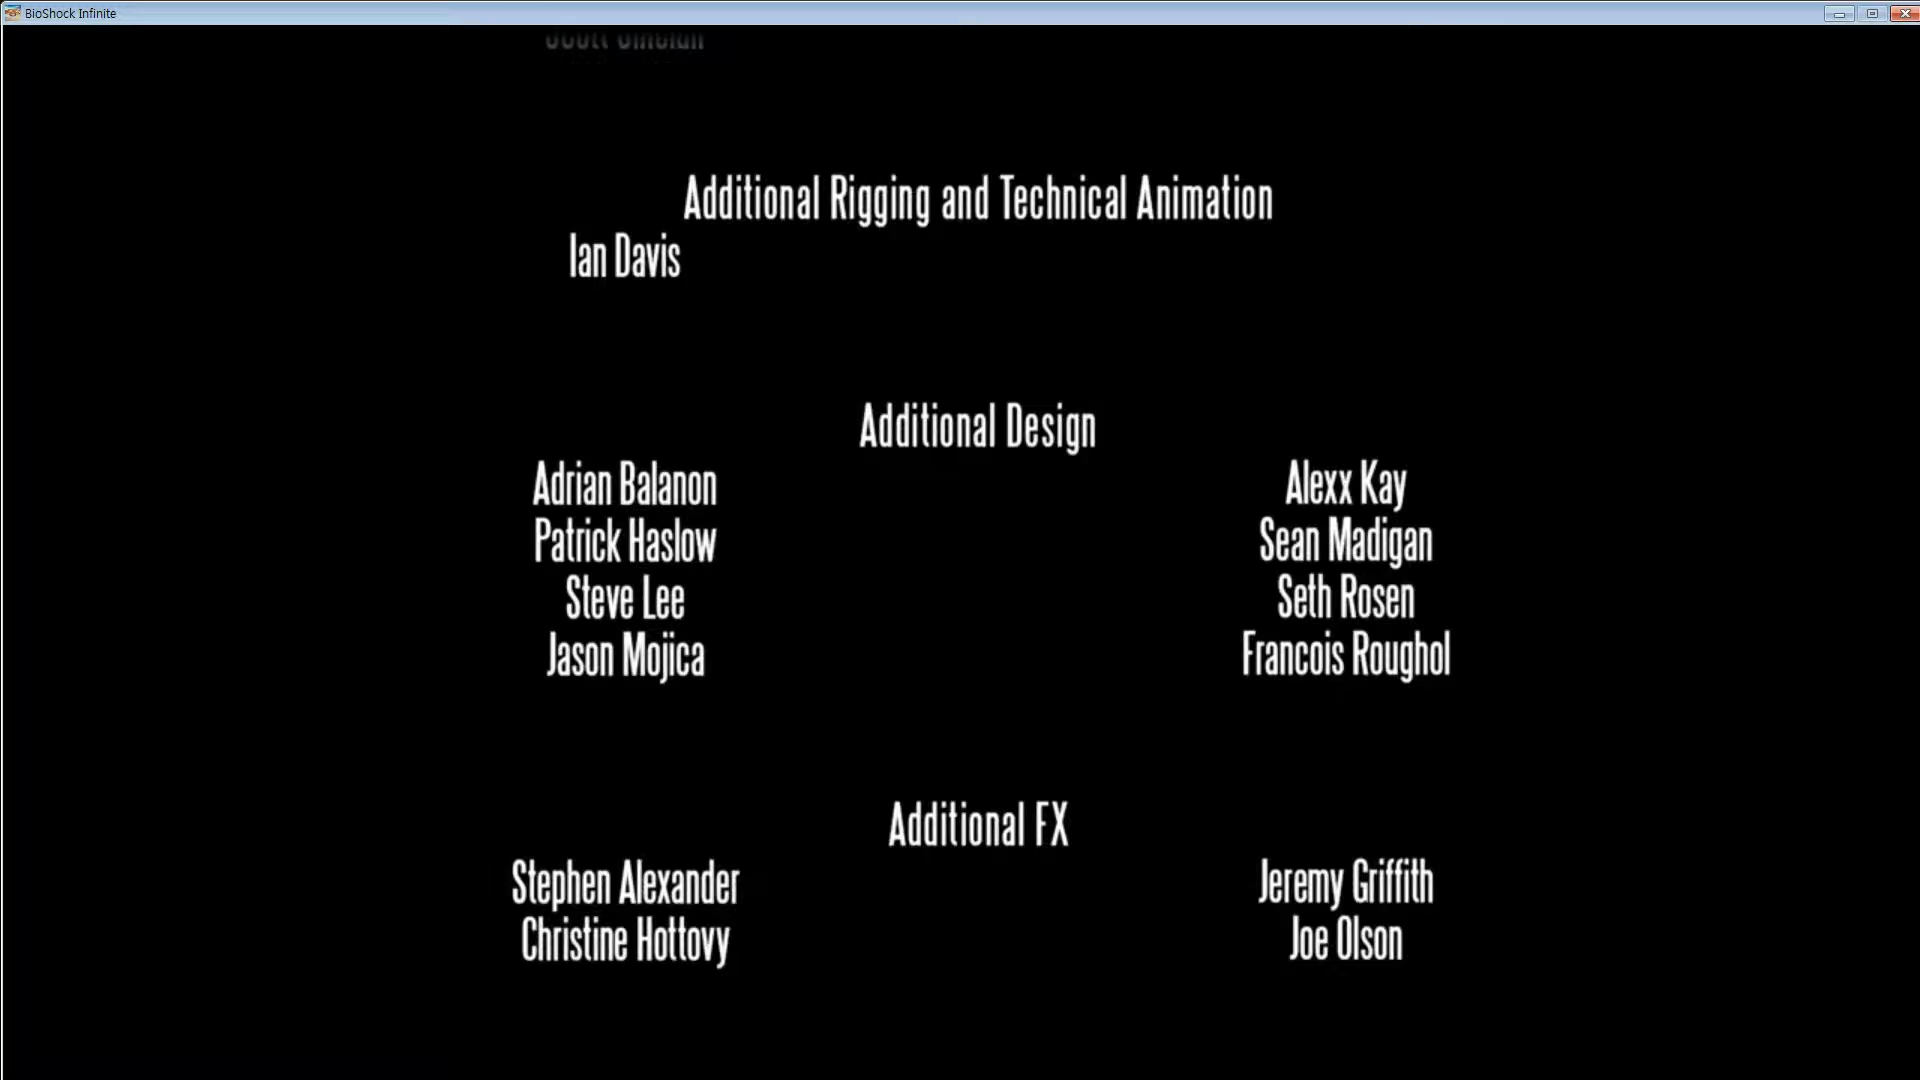 BioShock Infinite
Additional Rigging and Technical Animation
Ian Davis
Additional Design
Adrian Balanon
Alexx Kay
Patrick Haslow
Sean Madigan
Steve Lee
Seth Rosen
Jason Mojica
Francois Roughol
Additional FX
Stephen Alexander
Jeremy Griffith
Christine Hottovy
Joe Olson